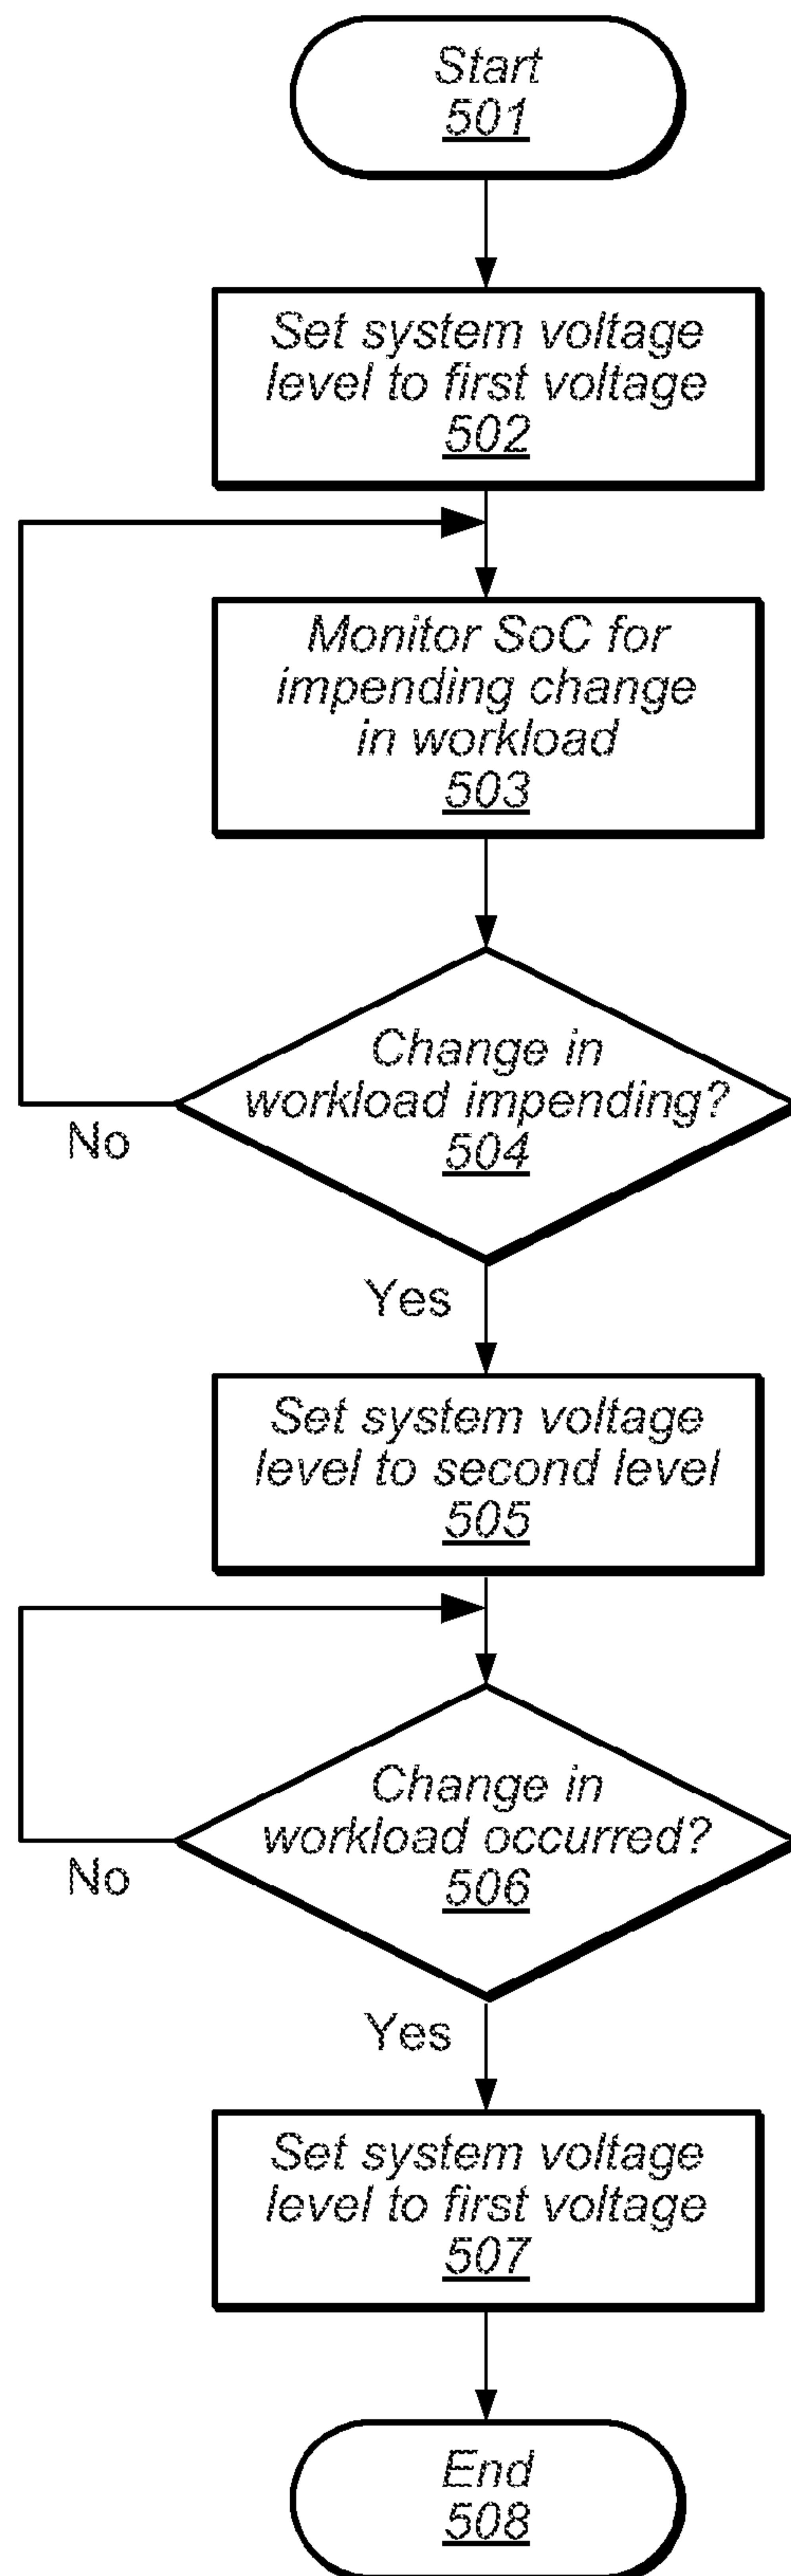 Start
501
Set system voltage
level to first voltage
502
Monitor SoC for
impending change
in workload
503
Change in
workload impending?
504
No
Yes
Set system voltage
level to second level
505
Change in
workload occurred?
506
No
Yes
Set system voltage
level to first voltage
507
End
508